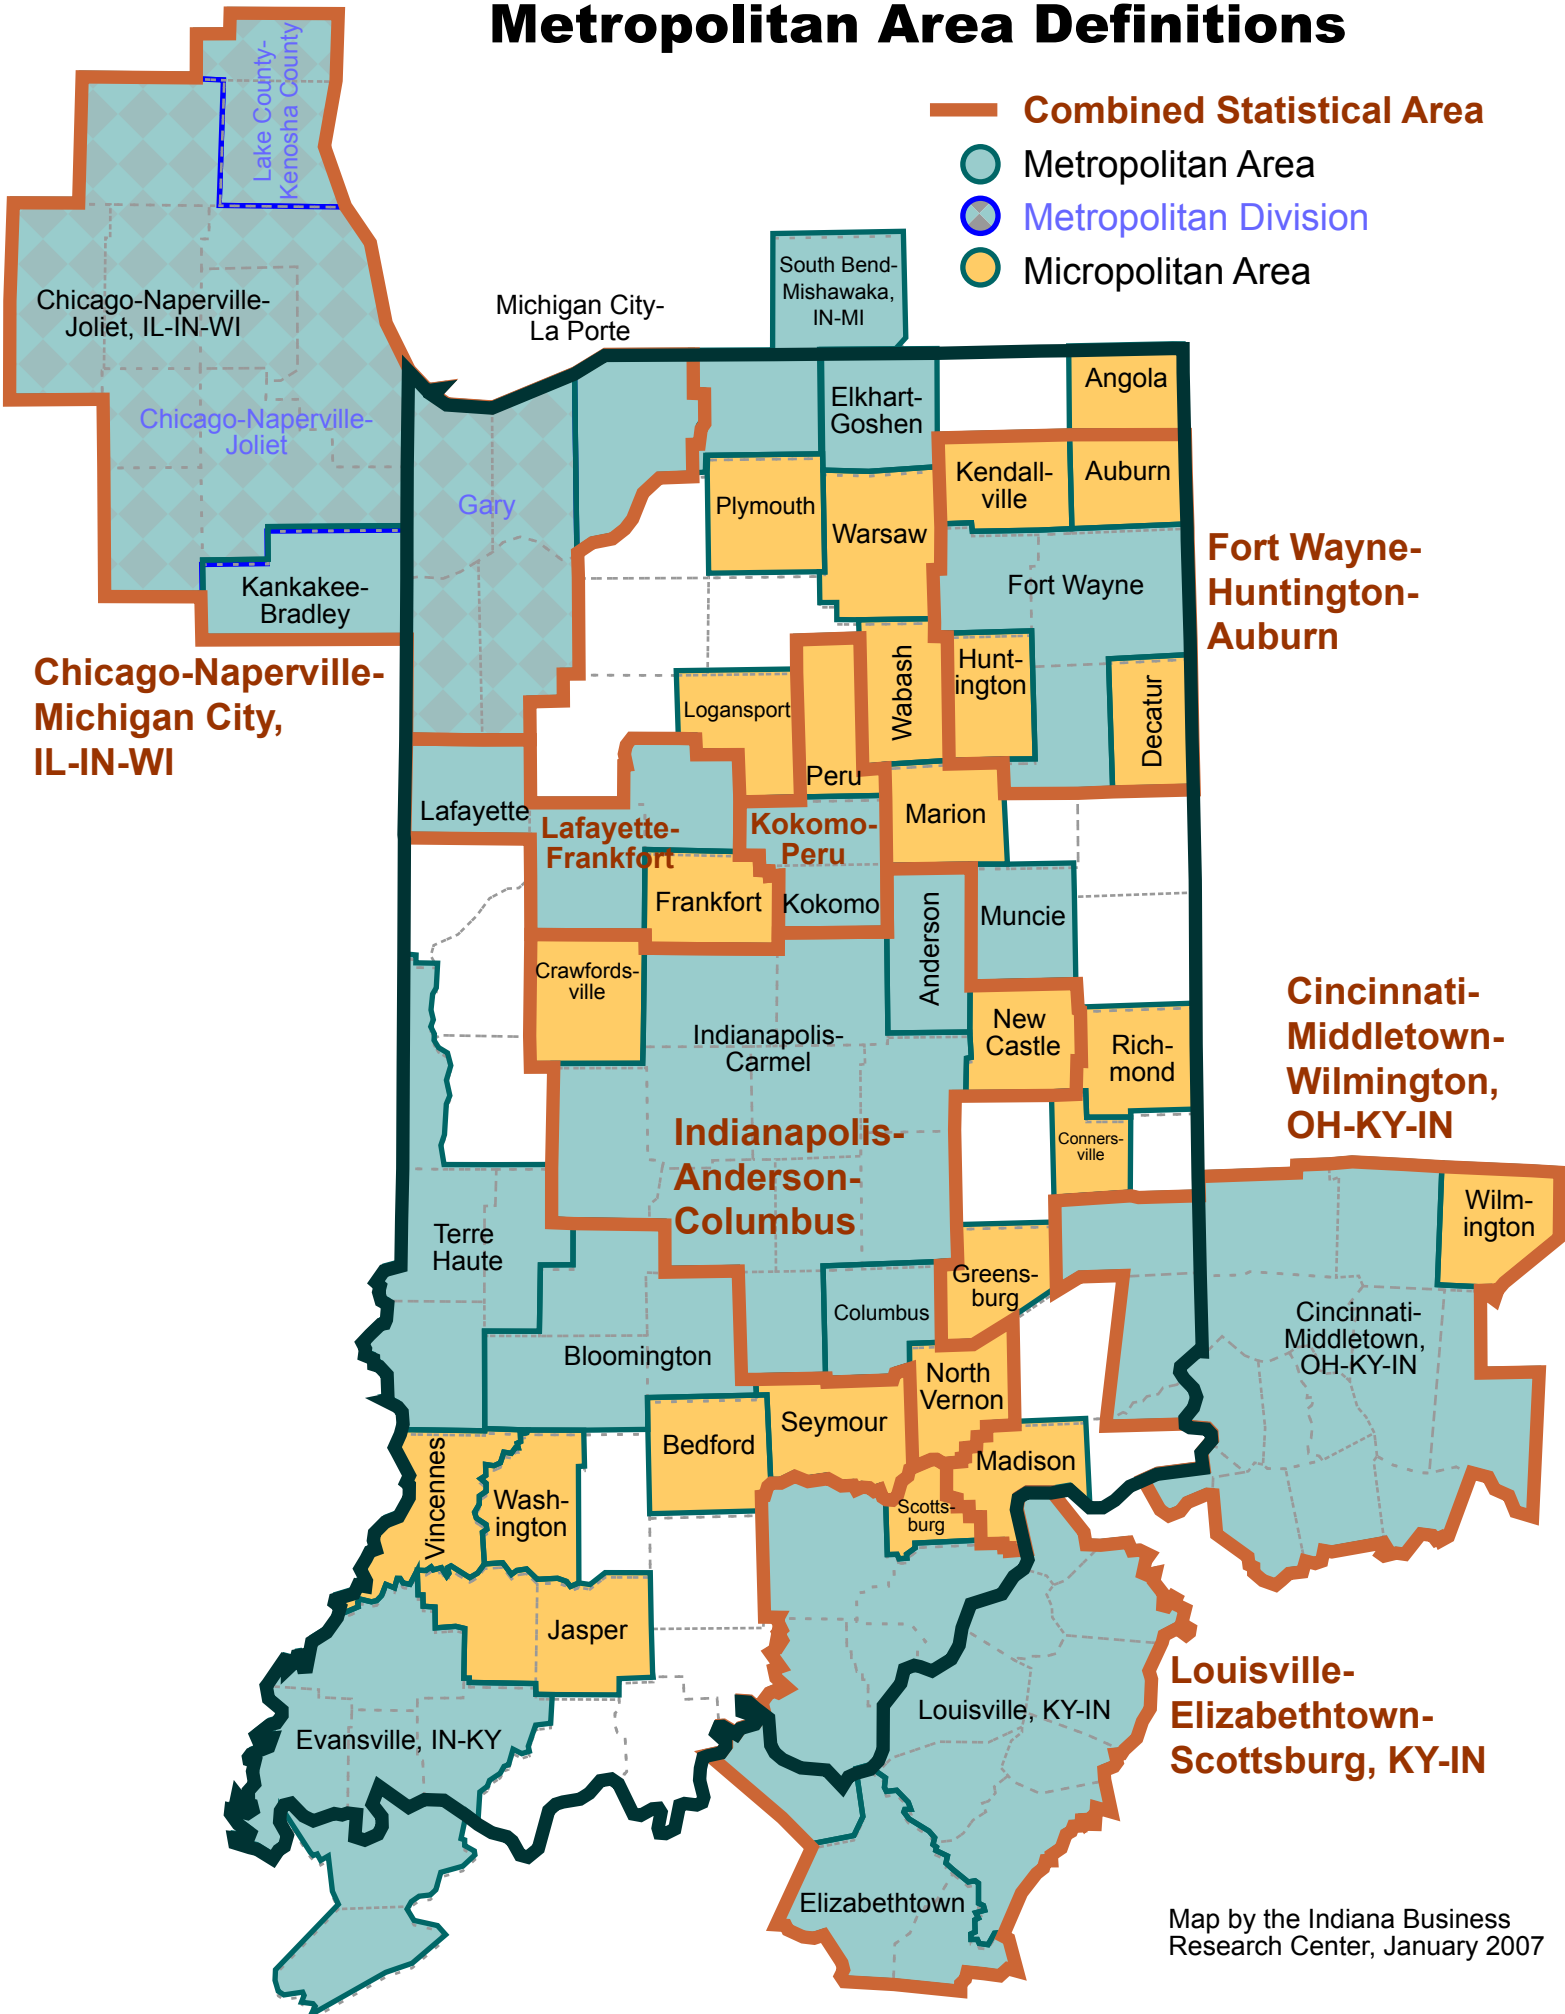 Metropolitan Area Definitions
Combined Statistical Area
Metropolitan Area
Metropolitan Division
Micropolitan Area
Lake County-
Kenosha County
Chicago-Naperville-
Joliet, IL-IN-WI
Chicago-Naperville-
Joliet
Kankakee-
Bradley
Chicago-Naperville-
Michigan City,
IL-IN-WI
Michigan City-
La Porte
South Bend-
Mishawaka,
IN-MI
Elkhart-
Goshen
Angola
Gary
Plymouth
Warsaw
Kendall-
ville
Auburn
Fort Wayne
Fort Wayne-
Huntington-
Auburn
Logansport
Peru
Wabash
Hunt-
ington
Decatur
Lafayette
Lafayette-
Frankfort
Kokomo-
Peru
Marion
Frankfort
Kokomo
Anderson
Muncie
Crawfords-
ville
Indianapolis-
Carmel
New
Castle
Rich-
mond
Indianapolis-
Anderson-
Columbus
Conners-
ville
Cincinnati-
Middletown-
Wilmington,
OH-KY-IN
Wilm-
ington
Terre
Haute
Greens-
burg
Columbus
Cincinnati-
Middletown,
OH-KY-IN
Bloomington
North
Vernon
Seymour
Bedford
Madison
Vincennes
Wash-
ington
Scotts-
burg
Jasper
Evansville, IN-KY
Louisville, KY-IN
Louisville-
Elizabethtown-
Scottsburg, KY-IN
Elizabethtown
Map by the Indiana Business
Research Center, January 2007